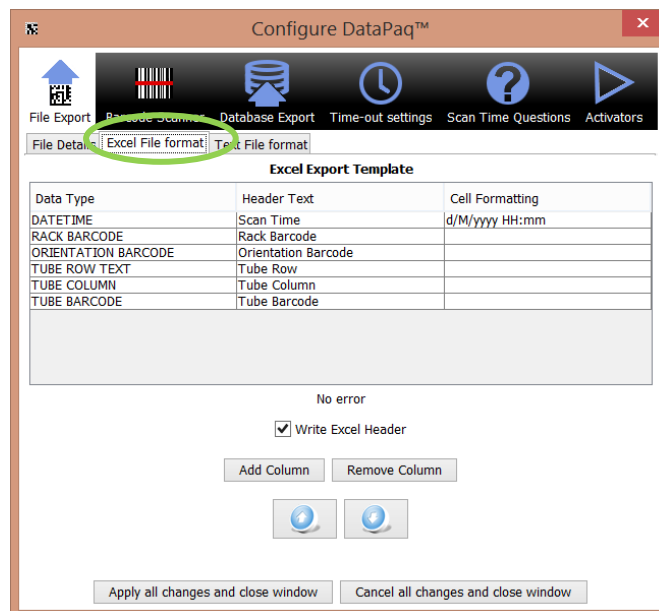 Configure DataPaq™
File Export Barcode Scanner Database Export Time-out settings Scan Time Questions Activators
File Details Excel File format Text File format
Excel Export Template
Data Type Header Text Cell Formatting
DATETIME Scan Time d/M/yyyy HH:mm
RACK BARCODE Rack Barcode
ORIENTATION BARCODE Orientation Barcode
TUBE ROW TEXT Tube Row
TUBE COLUMN Tube Column
TUBE BARCODE Tube Barcode
No error
Write Excel Header
Add Column Remove Column
Apply all changes and close window Cancel all changes and close window